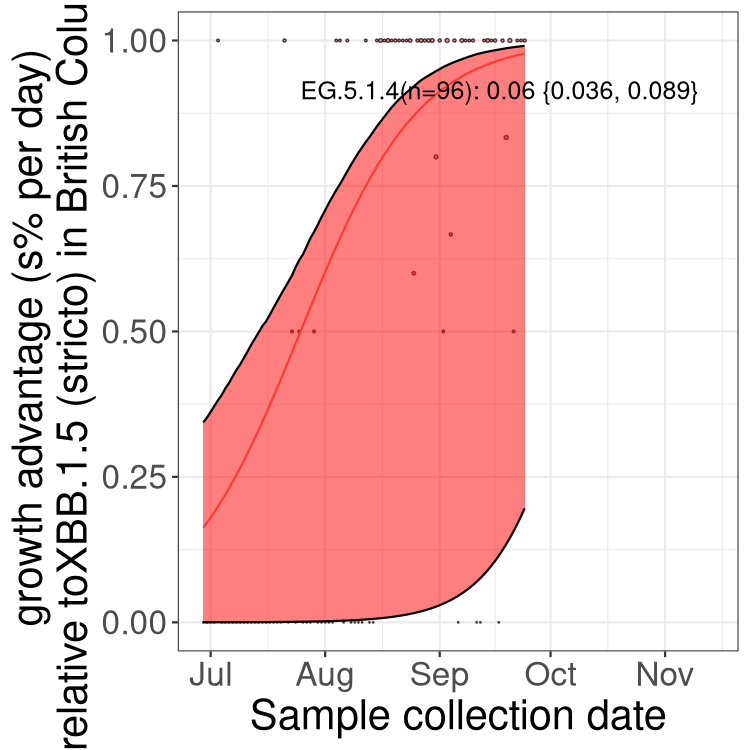 growth advantage (s% per day)
relative toXBB.1.5 (stricto) in British Colu
1.00
0.75
0.50
0.25
0.00
EG.5.1.4(n=96): 0.06 {0.036, 0.089}
Jul Aug Sep Oct Nov
Sample collection date